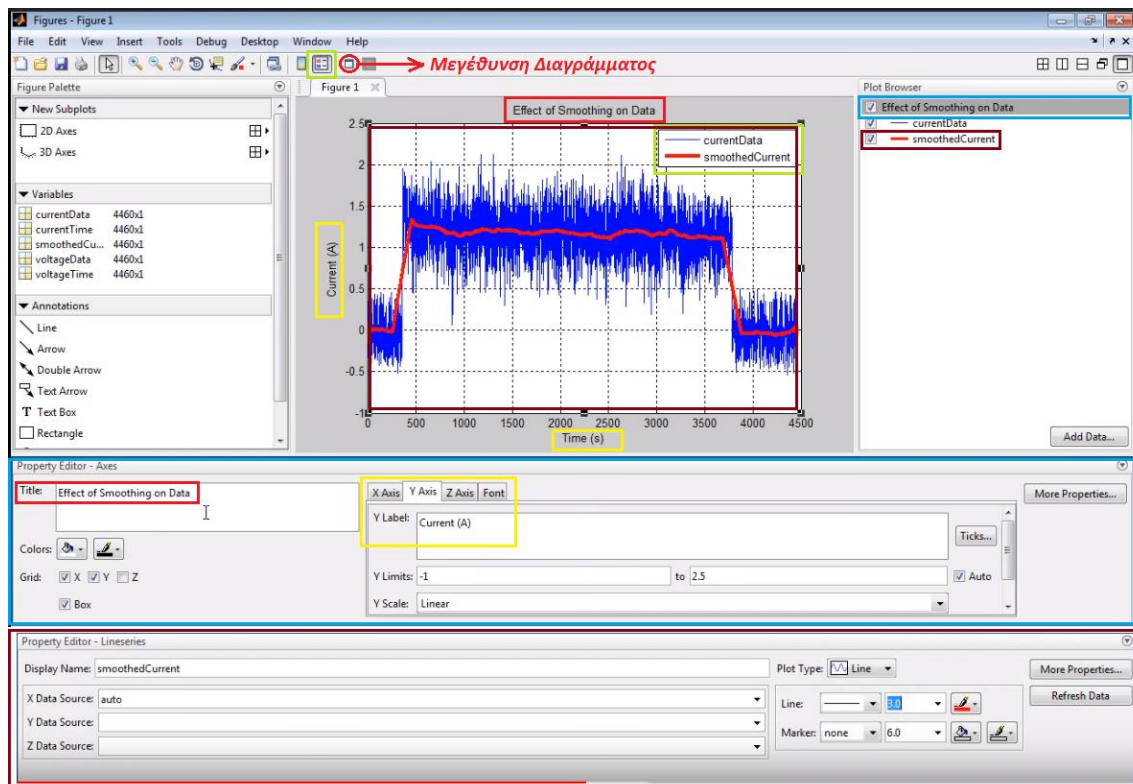 Figures - Figure 1
File Edit View Insert Tools Debug Desktop Window Help
Μεγέθυνση Διαγράμματος
Figure Palette
New Subplots
2D Axes
3D Axes
Variables
currentData 4460x1
currentTime 4460x1
smoothedCu... 4460x1
voltageData 4460x1
voltageTime 4460x1
Annotations
Line
Arrow
Double Arrow
Text Arrow
T Text Box
Rectangle
Figure 1
Effect of Smoothing on Data
currentData
smoothedCurrent
2.5
2
1.5
1
0.5
0
-0.5
-1
Current (A)
0 500 1000 1500 2000 2500 3000 3500 4000 4500
Time (s)
Plot Browser
Effect of Smoothing on Data
currentData
smoothedCurrent
Add Data...
Property Editor - Axes
Title: Effect of Smoothing on Data
Colors:
Grid: X Y Z
Box
X Axis Y Axis Z Axis Font
Y Label: Current (A)
Ticks...
Y Limits: -1 to 2.5 Auto
Y Scale: Linear
More Properties...
Property Editor - Lineseries
Display Name: smoothedCurrent
X Data Source: auto
Y Data Source:
Z Data Source:
Plot Type: Line
Line: 3.0
Marker: none 6.0
More Properties...
Refresh Data